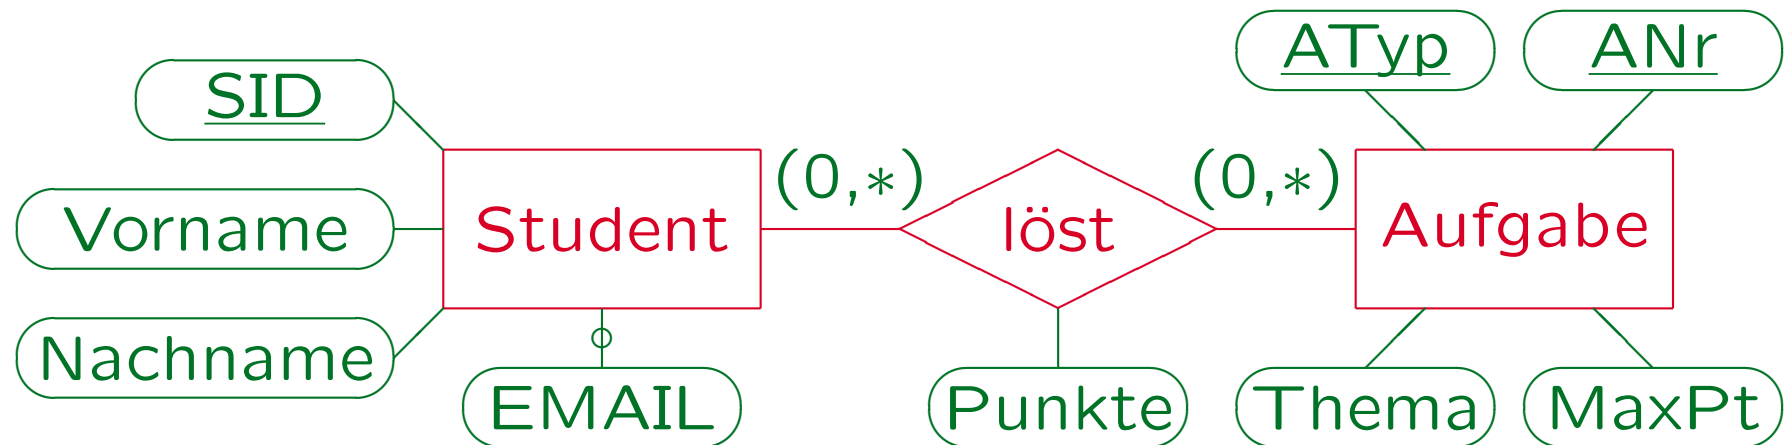 ATyp ANr
SID
(0,*) (0,*)
Vorname Student löst Aufgabe
Nachname
EMAIL Punkte Thema MaxPt